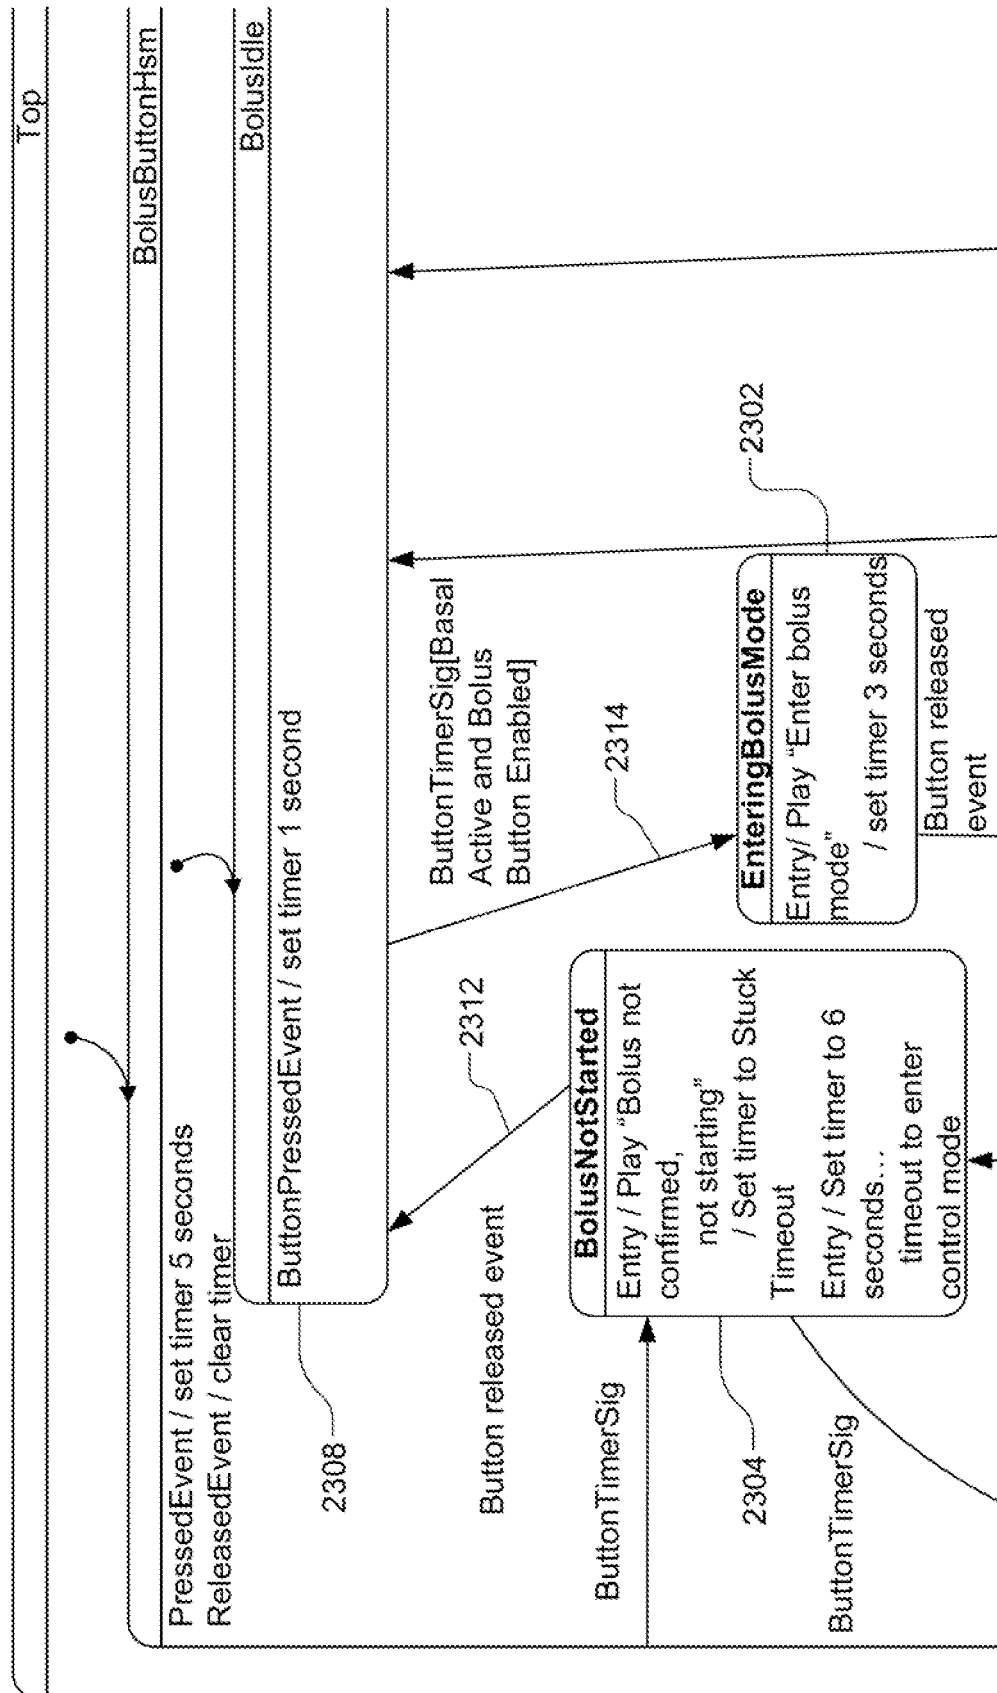 Top
BolusButtonHsm
PressedEvent / set timer 5 seconds
ReleasedEvent / clear timer
BolusIdle
ButtonPressedEvent / set timer 1 second
2308
Button released event
2312
ButtonTimerSig[Basal
Active and Bolus
Button Enabled]
2314
2302
ButtonTimerSig
BolusNotStarted
Entry / Play “Bolus not
confirmed,
not starting”
/ Set timer to Stuck
Timeout
Entry / Set timer to 6
seconds...
timeout to enter
control mode
2304
ButtonTimerSig
EnteringBolusMode
Entry/ Play “Enter bolus
mode”
/ set timer 3 seconds
Button released
event